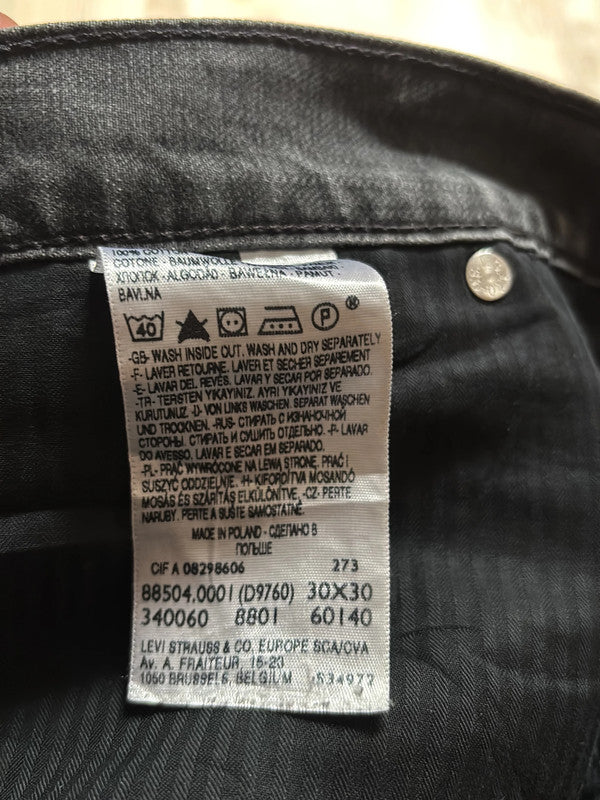 COTONE - BAUMWOLLE
ХЛОПОК - ALGODÃO - BAWEŁNA - PAMUT -
BAVLNA
40 P ®
-GB- WASH INSIDE OUT. WASH AND DRY SEPARATELY
-F- LAVER RETOURNE. LAVER ET SECHER SEPAREMENT
-E- LAVAR DEL REVÉS. LAVAR Y SECAR POR SEPARADO.
-TR- TERSTEN YIKAYINIZ. AYRI YIKAYINIZ VE
KURUTUNUZ. -D- VON LINKS WASCHEN. SEPARAT WASCHEN
UND TROCKNEN. -RUS- СТИРАТЬ С ИЗНАНОЧНОЙ
СТОРОНЫ. СТИРАТЬ И СУШИТЬ ОТДЕЛЬНО. -P- LAVAR
DO AVESSO. LAVAR E SECAR EM SEPARADO.
-PL- PRAĆ WYWRÓCONE NA LEWĄ STRONĘ. PRAĆ I
SUSZYĆ ODDZIELNIE. -H- KIFORDÍTVA MOSANDÓ
MOSÁS ÉS SZÁRÍTÁS ELKÜLÖNÍTVE. -CZ- PERTE
NARUBY. PERTE A SUŠTE SAMOSTATNĚ.
MADE IN POLAND - СДЕЛАНО В
ПОЛЬШЕ
CIF A 08298606 273
88504.0001 (D9760) 30X30
340060 8801 60140
LEVI STRAUSS & CO. EUROPE SCA/CVA
Av. A. FRAITEUR, 15-23
1050 BRUSSELS, BELGIUM 534977